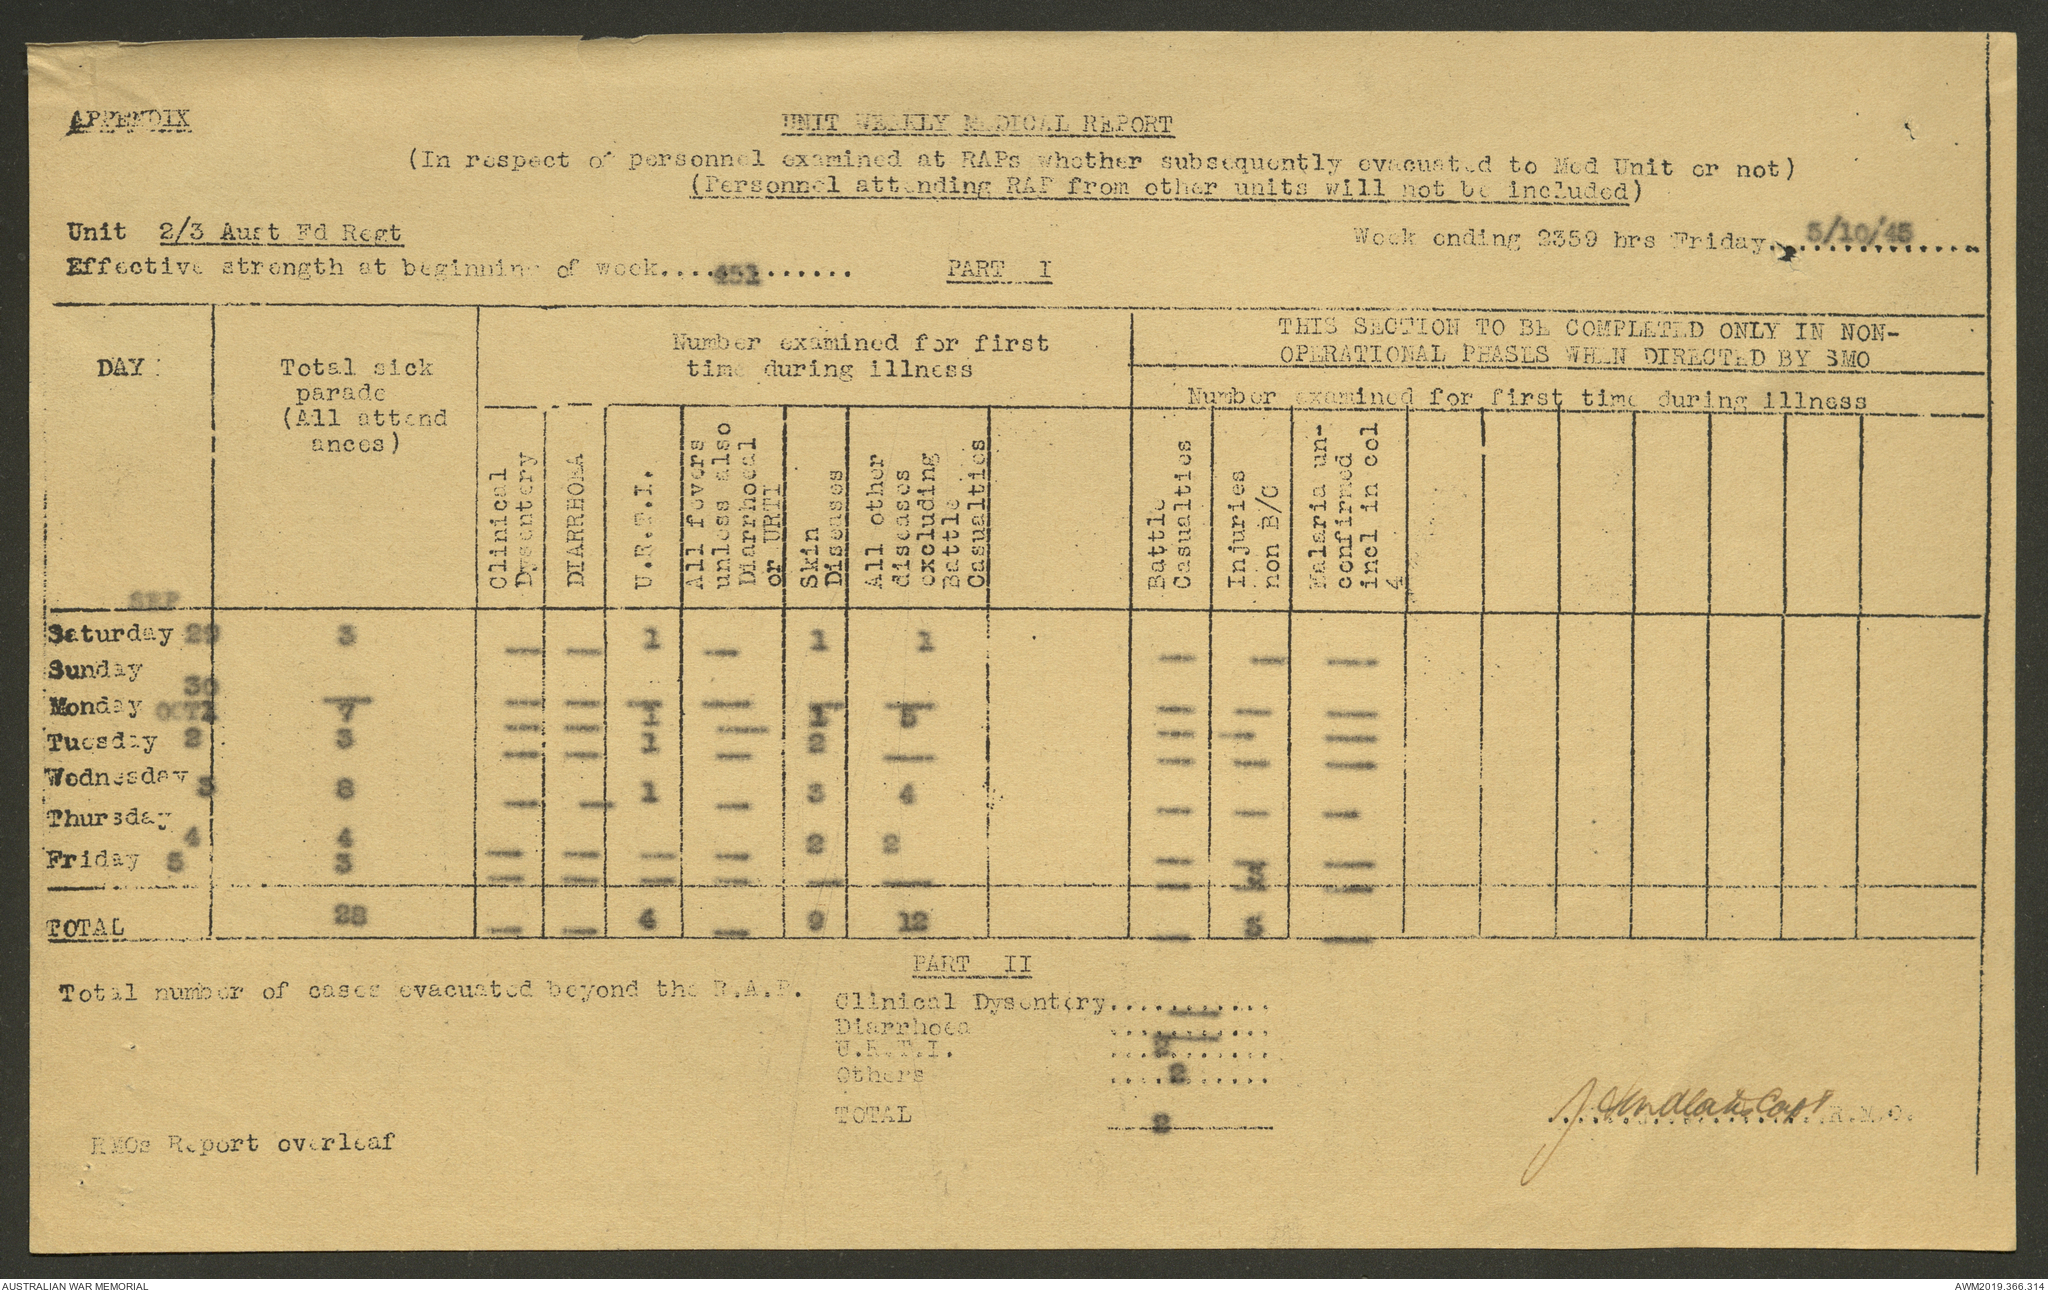 APPENDIX
UNIT WEEKLY MEDICAL REPORT
(In respect of personnel examined at RAPs whether subsequently evacuated to Med Unit or not)
(Personnel attending RAP from other units will not be included)
Unit 2/3 Aust Fd Regt
Week ending 2359 hrs Friday 5/10/45
Effective strength at beginning of week....451......
PART I
DAY
Total sick parade (All attend ances)
Number examined for first time during illness
THIS SECTION TO BE COMPLETED ONLY IN NON-
OPERATIONAL PHASES WHEN DIRECTED BY SMO
Number examined for first time during illness
Clinical Dysentery
DIARRHOEA
U.R.T.I.
All fevers unless also Diarrhoeal or URTI
Skin Diseases
All other diseases excluding Battle Casualties
Battle Casualties
Injuries non B/C
Malaria un-confirmed incl in col 4
SEP
Saturday 29 3 — — 1 — 1 1 — — —
Sunday 30 — — — — — — — — — —
Monday OCT1 7 — — 1 — 1 5 — — —
Tuesday 2 3 — — 1 — 2 — — — —
Wednesday 3 8 — — 1 — 3 4 — — —
Thursday 4 4 — — — — 2 2 — — —
Friday 5 3 — — — — — — — —
TOTAL 28 — — 4 — 9 12 — 3 —
PART II
Total number of cases evacuated beyond the R.A.P.
Clinical Dysentery........... —
Diarrhoea ........... —
U.R.T.I. ...........
Others ........... 2
TOTAL 2
Capt R.M.O.
RMOs Report overleaf
AUSTRALIAN WAR MEMORIAL
AWM2019.366.314